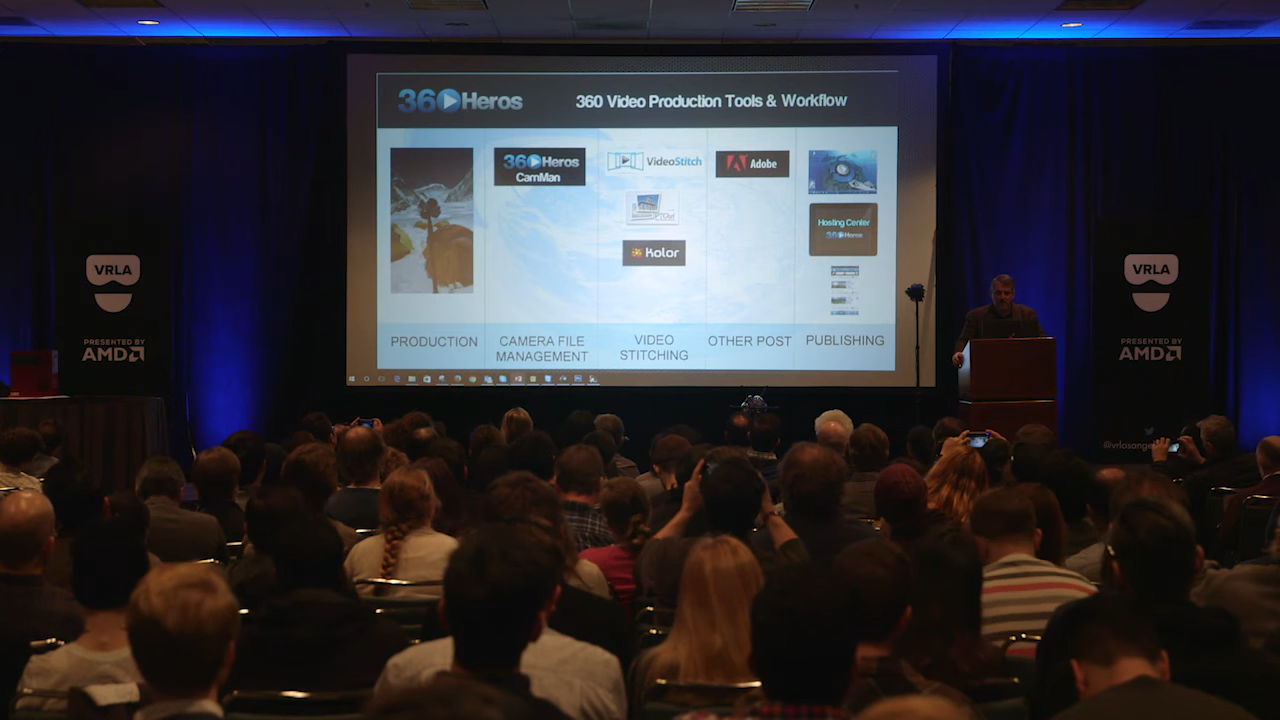 360Heros
360 Video Production Tools & Workflow
360Heros
CamMan
VideoStitch
Kolor
Adobe
Hosting Center
360Heros
PRODUCTION
CAMERA FILE
MANAGEMENT
VIDEO
STITCHING
OTHER POST
PUBLISHING
VRLA
PRESENTED BY
AMD
VRLA
PRESENTED BY
AMD